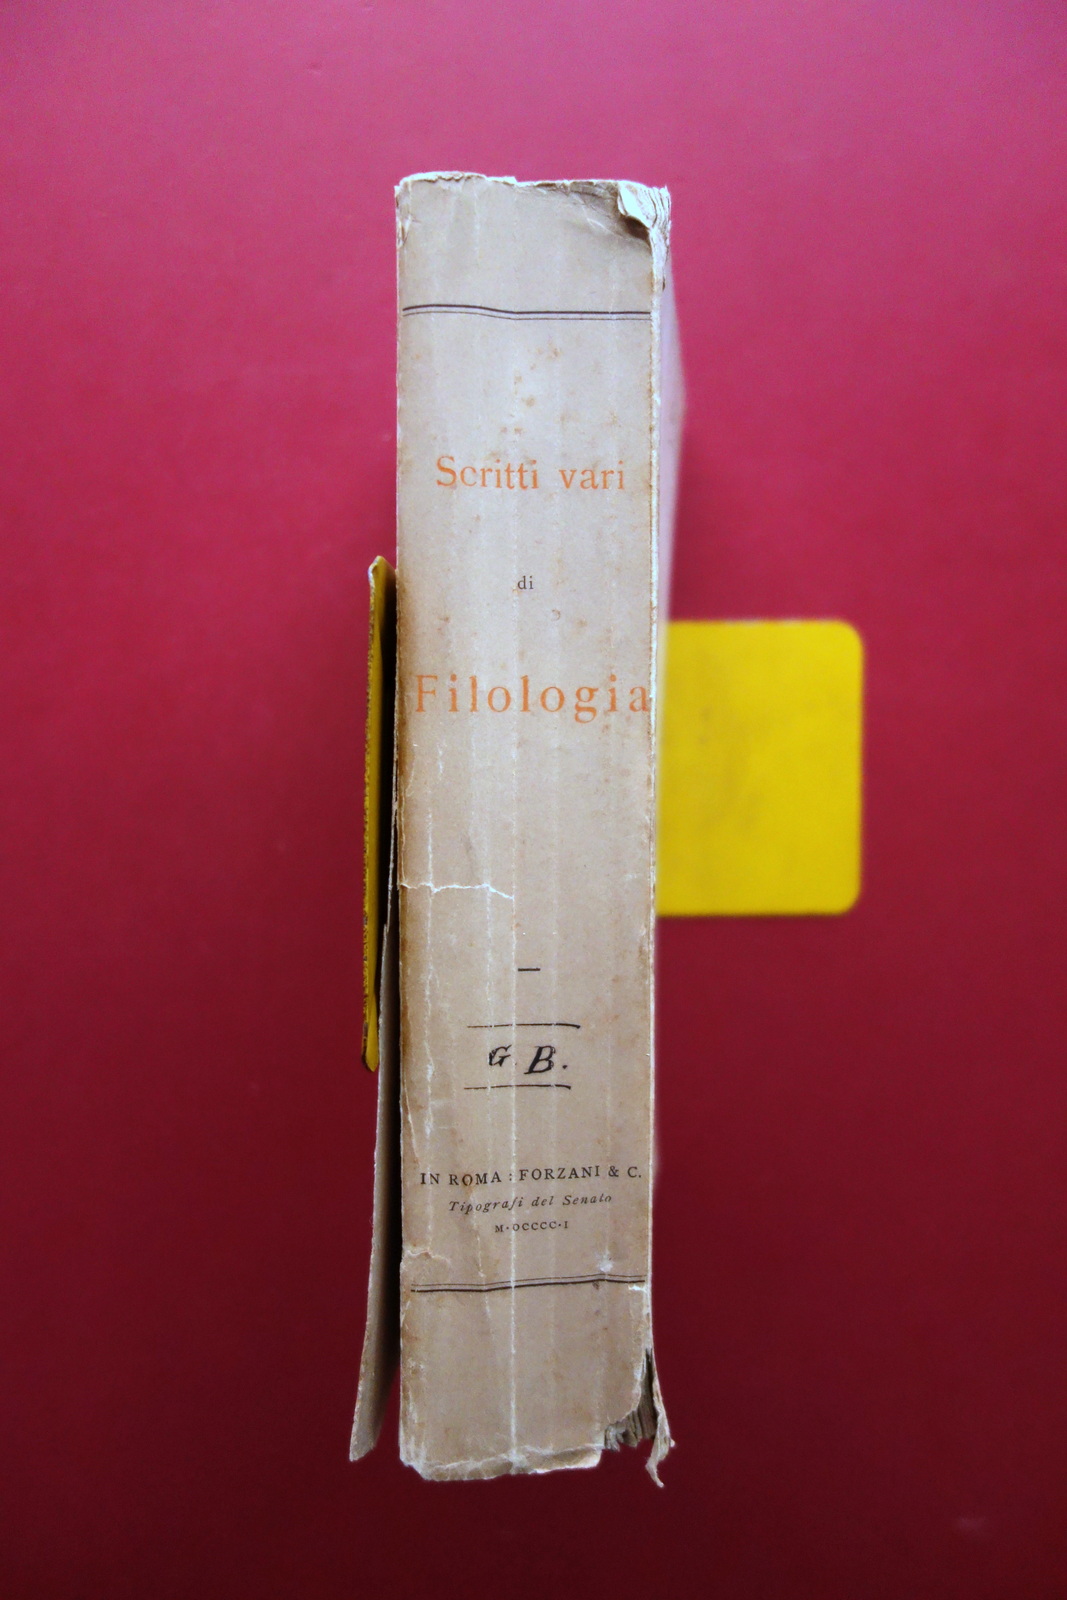 Scritti vari
di
Filologia
—
G. B.
IN ROMA : FORZANI & C.
Tipografi del Senato
M·DCCCC·I